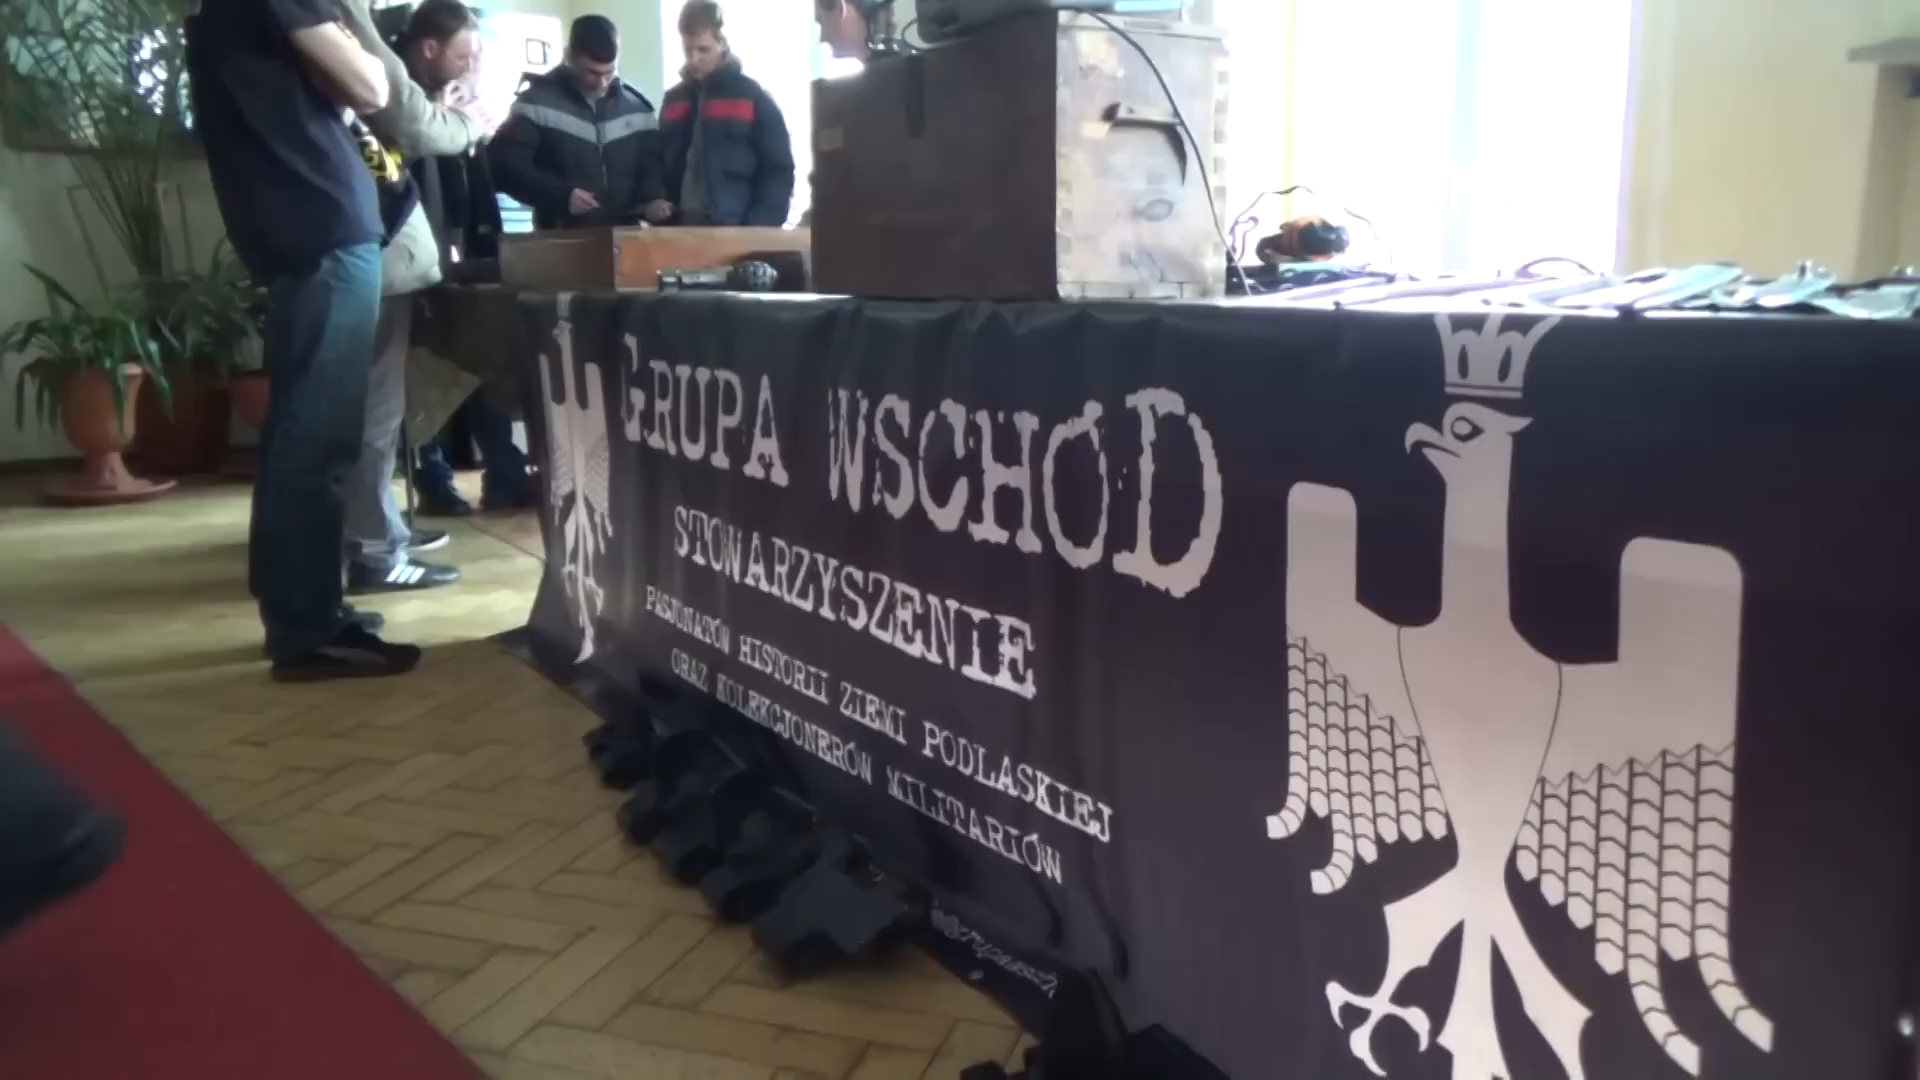 GRUPA WSCHÓD
STOWARZYSZENIE
PASJONATÓW HISTORII ZIEMI PODLASKIEJ
ORAZ KOLEKCJONERÓW MILITARIÓW